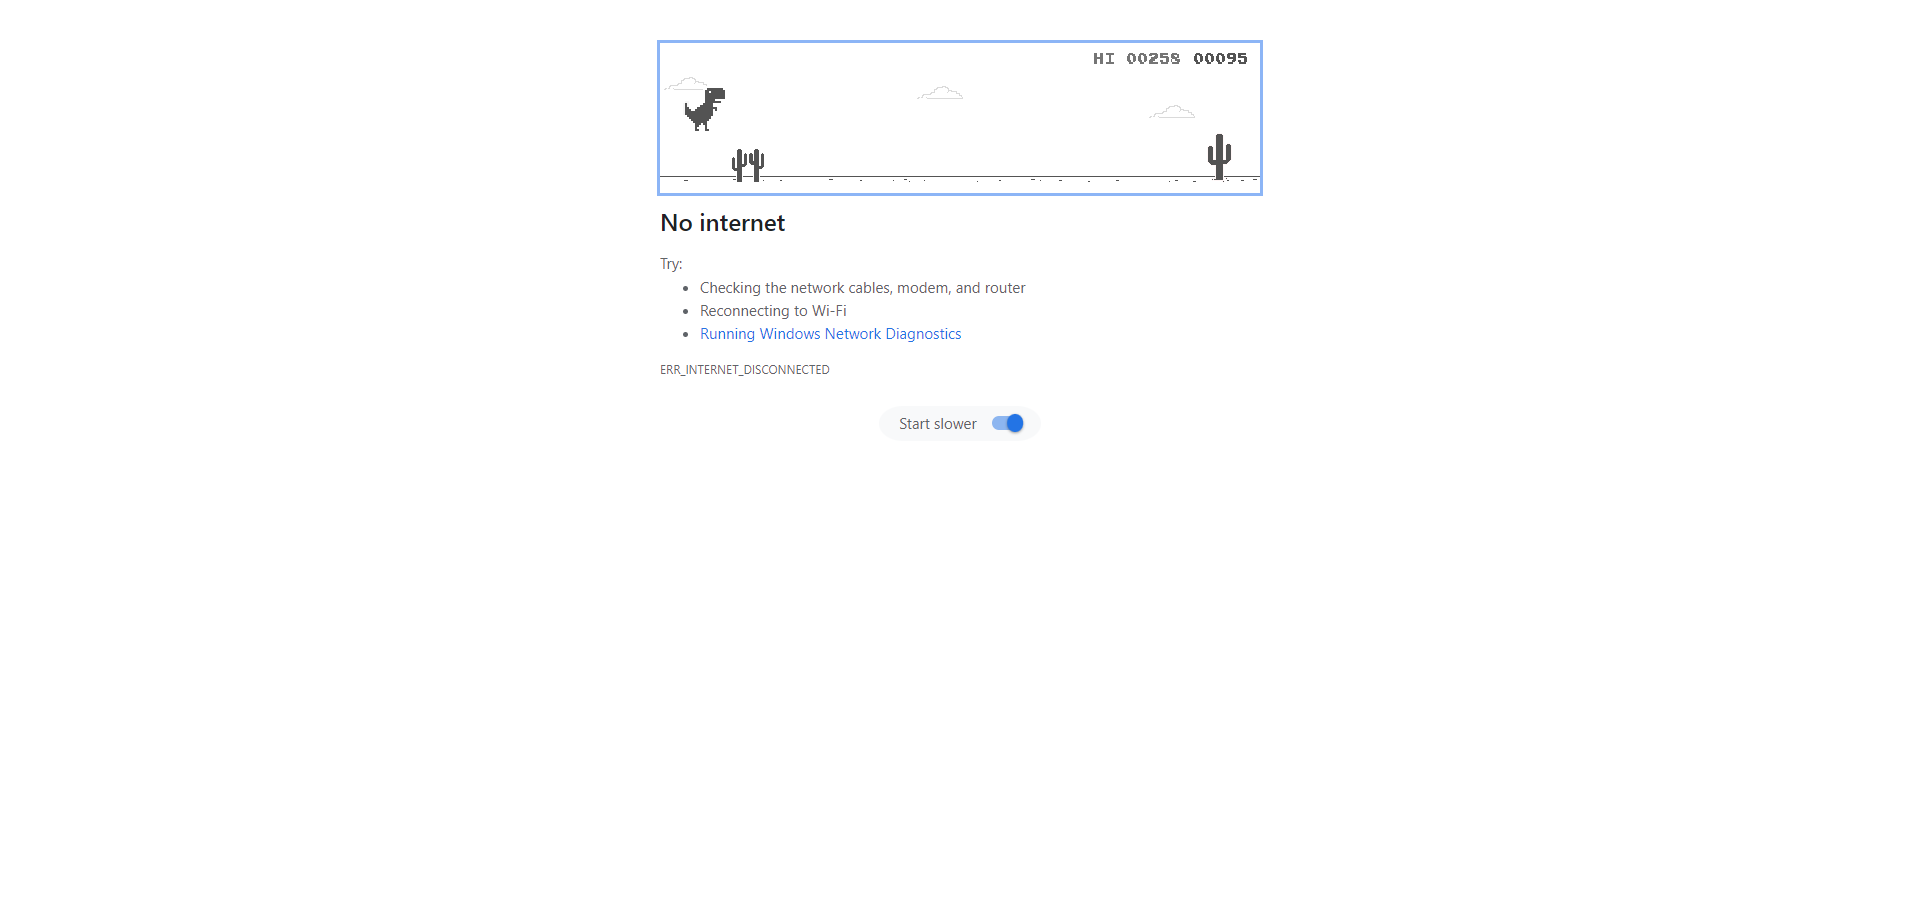 HI 00258 00095
No internet
Try:
Checking the network cables, modem, and router
Reconnecting to Wi-Fi
Running Windows Network Diagnostics
ERR_INTERNET_DISCONNECTED
Start slower